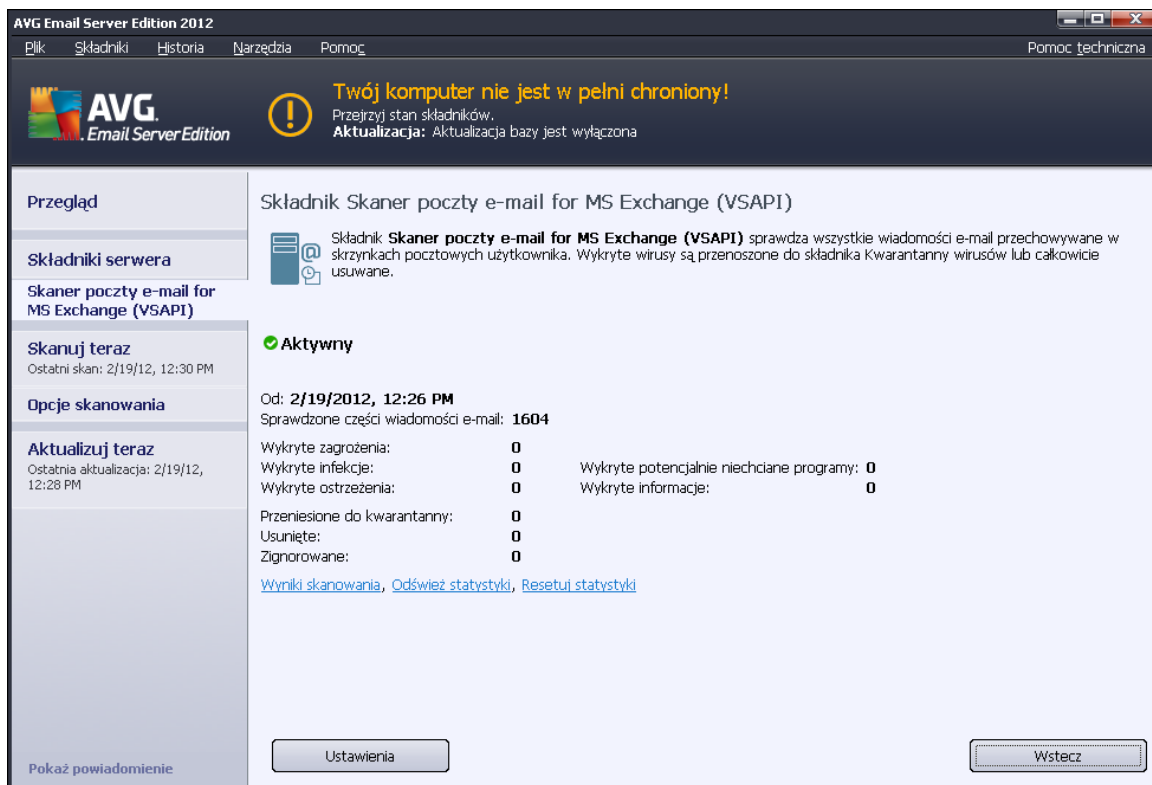 AVG Email Server Edition 2012
Plik Składniki Historia Narzędzia Pomoc Pomoc techniczna
AVG.
Email Server Edition
Twój komputer nie jest w pełni chroniony!
Przejrzyj stan składników.
Aktualizacja: Aktualizacja bazy jest wyłączona
Przegląd
Składniki serwera
Skaner poczty e-mail for
MS Exchange (VSAPI)
Skanuj teraz
Ostatni skan: 2/19/12, 12:30 PM
Opcje skanowania
Aktualizuj teraz
Ostatnia aktualizacja: 2/19/12,
12:28 PM
Pokaż powiadomienie
Składnik Skaner poczty e-mail for MS Exchange (VSAPI)
Składnik Skaner poczty e-mail for MS Exchange (VSAPI) sprawdza wszystkie wiadomości e-mail przechowywane w
skrzynkach pocztowych użytkownika. Wykryte wirusy są przenoszone do składnika Kwarantanny wirusów lub całkowicie
usuwane.
Aktywny
Od: 2/19/2012, 12:26 PM
Sprawdzone części wiadomości e-mail: 1604
Wykryte zagrożenia: 0
Wykryte infekcje: 0 Wykryte potencjalnie niechciane programy: 0
Wykryte ostrzeżenia: 0 Wykryte informacje: 0
Przeniesione do kwarantanny: 0
Usunięte: 0
Zignorowane: 0
Wyniki skanowania, Odśwież statystyki, Resetuj statystyki
Ustawienia Wstecz